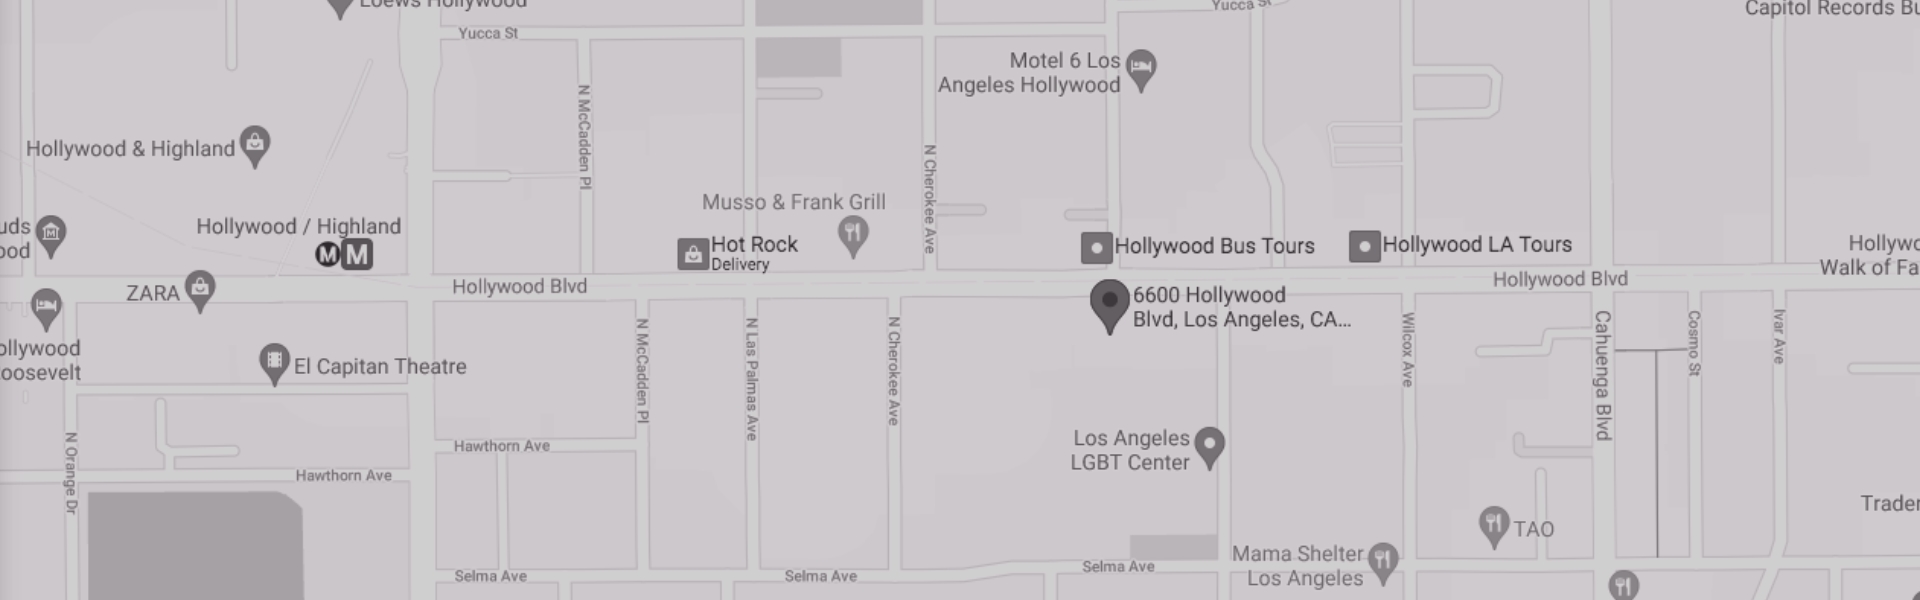 Loews Hollywood
Yucca St
Yucca St
Capitol Records Bu
Motel 6 Los
Angeles Hollywood
N McCadden Pl
Hollywood & Highland
N Cherokee Ave
Musso & Frank Grill
Hollywood / Highland
M
M
uds
ood
Hot Rock
Delivery
Hollywood Bus Tours
Hollywood LA Tours
Hollywo
Walk of Fa
Hollywood Blvd
Hollywood Blvd
ZARA
6600 Hollywood
Blvd, Los Angeles, CA...
ollywood
oosevelt
El Capitan Theatre
N McCadden Pl
N Las Palmas Ave
N Cherokee Ave
Wilcox Ave
Cahuenga Blvd
Cosmo St
Ivar Ave
N Orange Dr
Hawthorn Ave
Hawthorn Ave
Los Angeles
LGBT Center
Trader
TAO
Mama Shelter
Los Angeles
Selma Ave
Selma Ave
Selma Ave